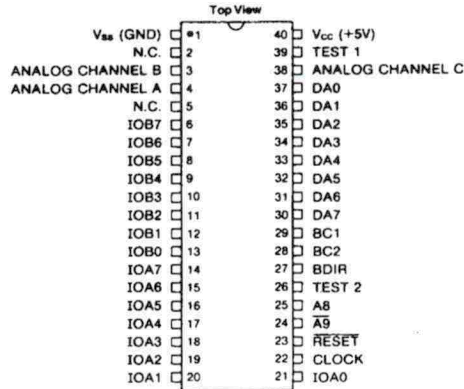 Top View
Vss (GND) 1 40 Vcc (+5V)
N.C. 2 39 TEST 1
ANALOG CHANNEL B 3 38 ANALOG CHANNEL C
ANALOG CHANNEL A 4 37 DA0
N.C. 5 36 DA1
IOB7 6 35 DA2
IOB6 7 34 DA3
IOB5 8 33 DA4
IOB4 9 32 DA5
IOB3 10 31 DA6
IOB2 11 30 DA7
IOB1 12 29 BC1
IOB0 13 28 BC2
IOA7 14 27 BDIR
IOA6 15 26 TEST 2
IOA5 16 25 A8
IOA4 17 24 A9
IOA3 18 23 RESET
IOA2 19 22 CLOCK
IOA1 20 21 IOA0